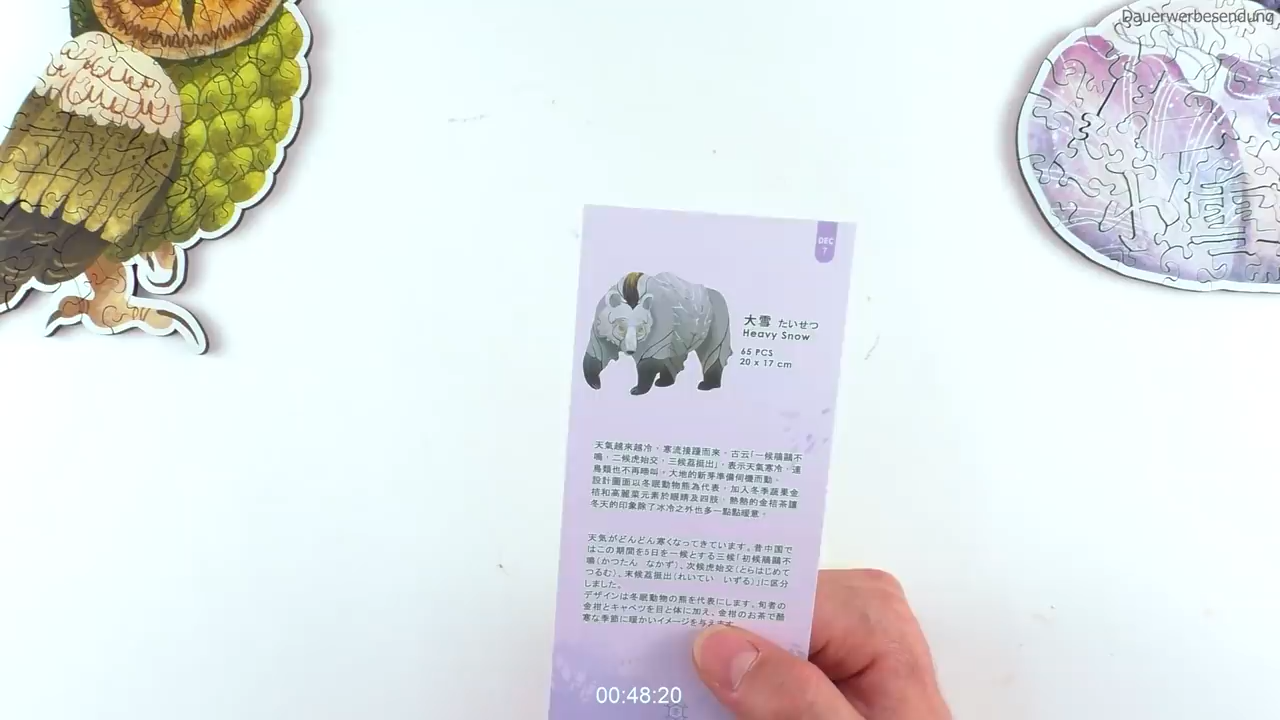 Dauerwerbesendung
DEC
7
大雪 たいせつ
Heavy Snow
65 PCS
20 x 17 cm
天氣越來越冷，寒流接踵而來，古云「一候鶡鴠不
鳴，二候虎始交，三候荔挺出」，表示天氣寒冷，連
鳥類也不再啼叫，大地的新芽準備伺機而動。
設計圖面以冬眠動物熊為代表，加入冬季蔬果金
桔和高麗菜元素於眼睛及四肢，熱熱的金桔茶讓
冬天的印象除了冰冷之外也多一點點暖意。
天気がどんどん寒くなってきています。昔中国で
はこの期間を5日を一候とする三候「初候鶡鴠不
鳴（かつたん　なかず）、次候虎始交（とらはじめて
つるむ）、末候荔挺出（れいてい　いずる）」に区分
しました。
デザインは冬眠動物の熊を代表にします。旬者の
金柑とキャベツを目と体に加え、金柑のお茶で酷
寒な季節に暖かいイメージを与えます。
大雪
00:48:20